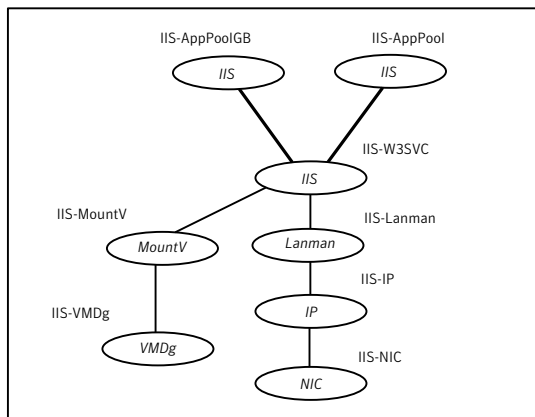 IIS-AppPoolGB
IIS-AppPool
IIS
IIS
IIS-W3SVC
IIS
IIS-MountV
IIS-Lanman
MountV
Lanman
IIS-IP
IIS-VMDg
IP
VMDg
IIS-NIC
NIC